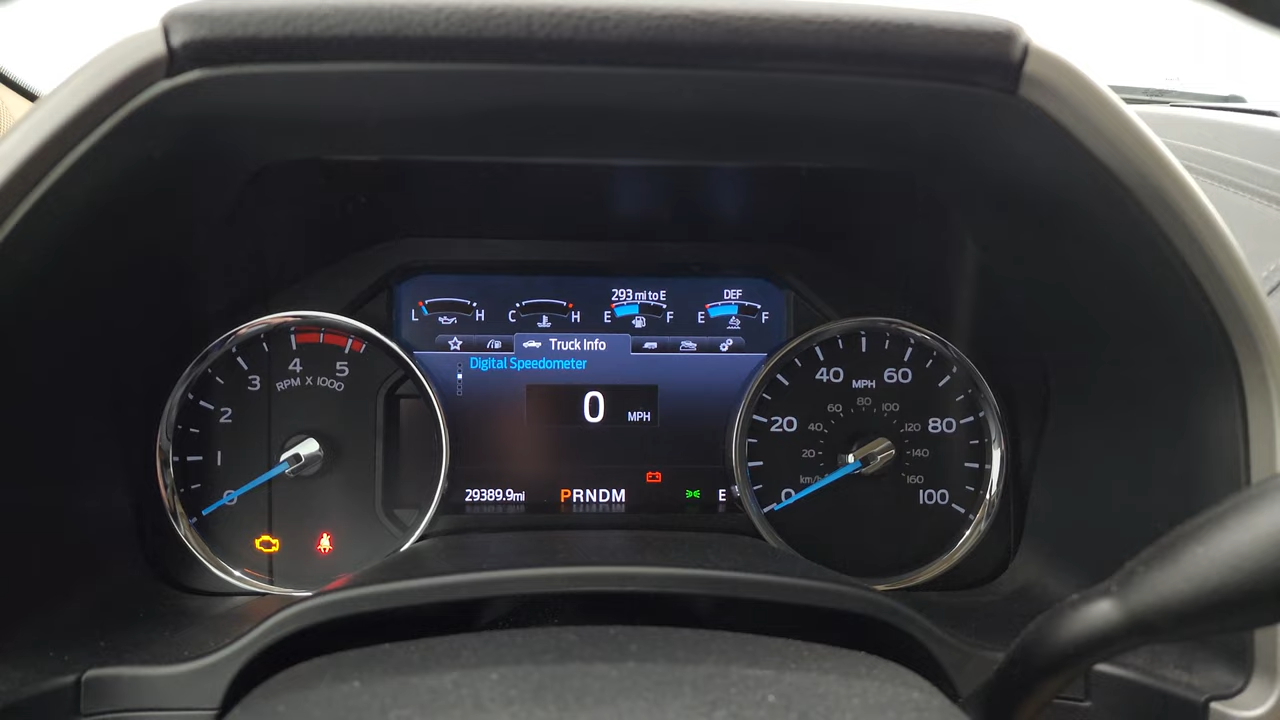 293 mi to E
DEF
L H
C H
E F
E F
Truck Info
Digital Speedometer
0 MPH
29389.9mi
PRNDM
E
0
1
2
3
4
5
RPM X 1000
0
20
40
60
80
100
MPH
km/h
20
40
60
80
100
120
140
160